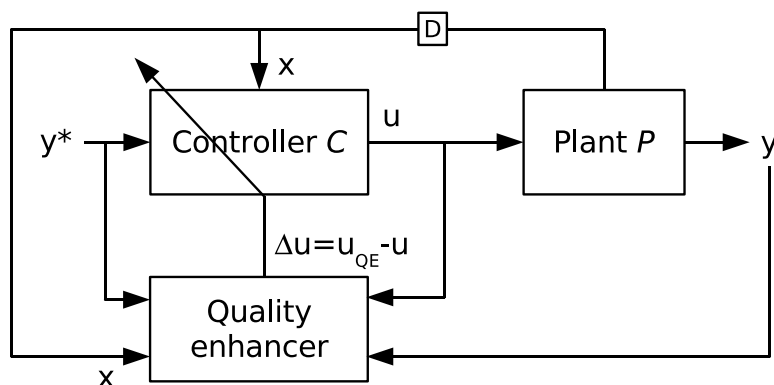 D
x
y*
Controller C
u
Plant P
y
Δu=u_QE-u
Quality
enhancer
x